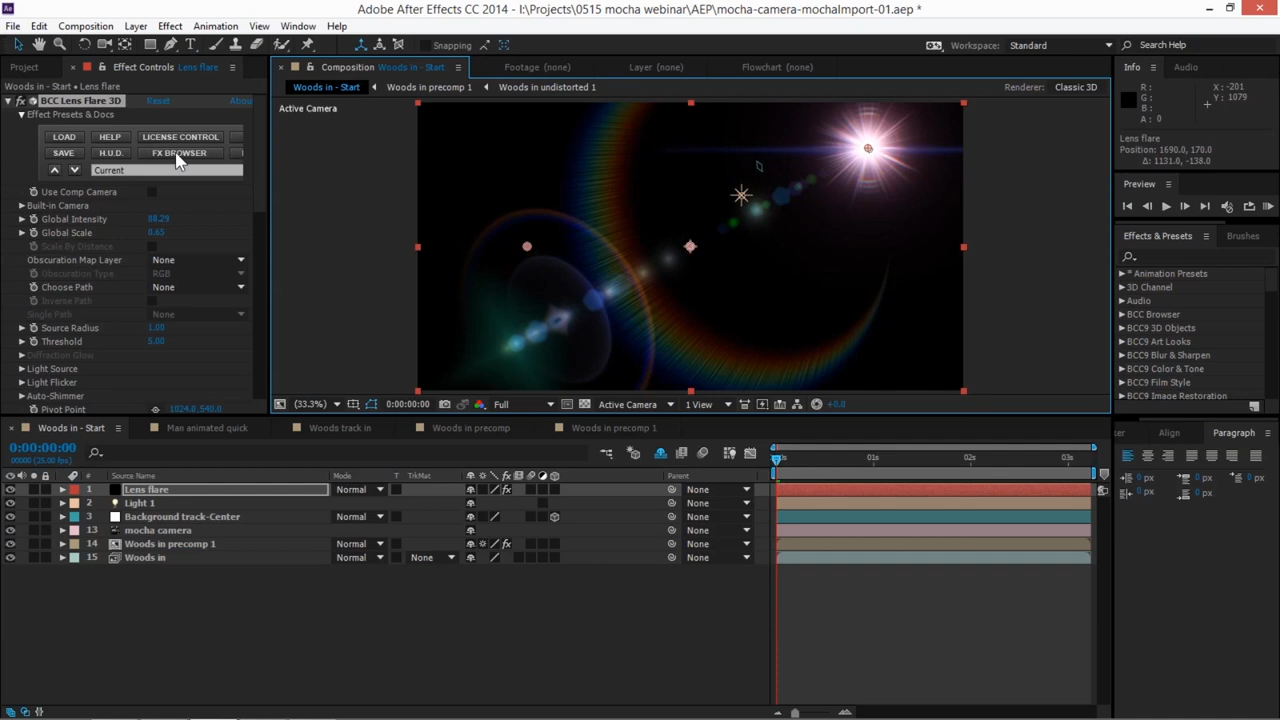 Adobe After Effects CC 2014 - I:\Projects\0515 mocha webinar\AEP\mocha-camera-mochaImport-01.aep *
File Edit Composition Layer Effect Animation View Window Help
Snapping Workspace: Standard Search Help
Project Effect Controls Lens flare Composition Woods in - Start Footage (none) Layer (none) Flowchart (none) Info Audio
Woods in - Start • Lens flare Woods in - Start Woods in precomp 1 Woods in undistorted 1 Renderer: Classic 3D
BCC Lens Flare 3D Reset Abou
Active Camera
R: X: -201
G: Y: 1079
B:
A: 0
Effect Presets & Docs
LOAD HELP LICENSE CONTROL
SAVE H.U.D. FX BROWSER
Current
Lens flare
Position: 1690.0, 170.0
Δ: 1131.0, -138.0
Use Comp Camera
Built-in Camera
Global Intensity 88.29
Global Scale 0.65
Scale By Distance
Obscuration Map Layer None
Obscuration Type RGB
Choose Path None
Inverse Path
Single Path None
Source Radius 1.00
Threshold 5.00
Diffraction Glow
Light Source
Light Flicker
Auto-Shimmer
Pivot Point 1024.0, 540.0
Preview
Effects & Presets Brushes
* Animation Presets
3D Channel
Audio
BCC Browser
BCC9 3D Objects
BCC9 Art Looks
BCC9 Blur & Sharpen
BCC9 Color & Tone
BCC9 Film Style
BCC9 Image Restoration
(33.3%) 0:00:00:00 Full Active Camera 1 View +0.0
Woods in - Start Man animated quick Woods track in Woods in precomp Woods in precomp 1
ker Align Paragraph
0:00:00:00
00000 (25.00 fps)
01s 02s 03s
# Source Name Mode T TrkMat Parent
1 Lens flare Normal None
2 Light 1 None
3 Background track-Center Normal None
13 mocha camera None
14 Woods in precomp 1 Normal None
15 Woods in Normal None None
0 px 0 px 0 px
0 px 0 px